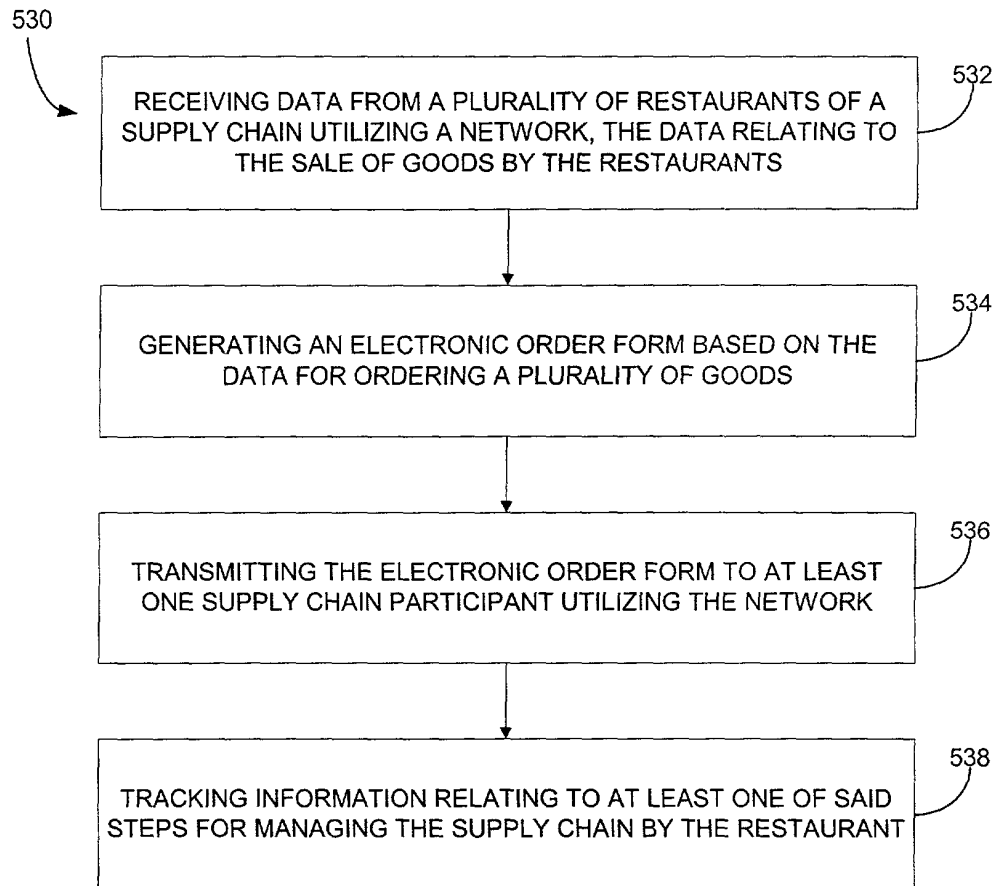 530
532
RECEIVING DATA FROM A PLURALITY OF RESTAURANTS OF A
SUPPLY CHAIN UTILIZING A NETWORK, THE DATA RELATING TO
THE SALE OF GOODS BY THE RESTAURANTS
534
GENERATING AN ELECTRONIC ORDER FORM BASED ON THE
DATA FOR ORDERING A PLURALITY OF GOODS
536
TRANSMITTING THE ELECTRONIC ORDER FORM TO AT LEAST
ONE SUPPLY CHAIN PARTICIPANT UTILIZING THE NETWORK
538
TRACKING INFORMATION RELATING TO AT LEAST ONE OF SAID
STEPS FOR MANAGING THE SUPPLY CHAIN BY THE RESTAURANT